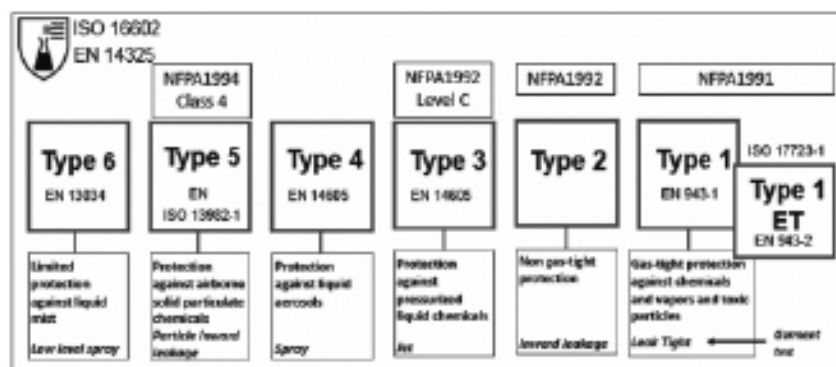 ISO 16602
EN 14325
NFPA1994
Class 4
NFPA1992
Level C
NFPA1992
NFPA1991
Type 6
EN 13034
Type 5
EN
ISO 13982-1
Type 4
EN 14605
Type 3
EN 14605
Type 2
Type 1
EN 943-1
ISO 17723-1
Type 1
ET
EN 943-2
Limited
protection
against liquid
mist
Low level spray
Protection
against airborne
solid particulate
chemicals
Particle Inward
leakage
Protection
against liquid
aerosols
Spray
Protection
against
pressurized
liquid chemicals
Jet
Non gas-tight
protection
Inward leakage
Gas-tight protection
against chemicals
and vapors and toxic
particles
Leak Tight
Garment
test